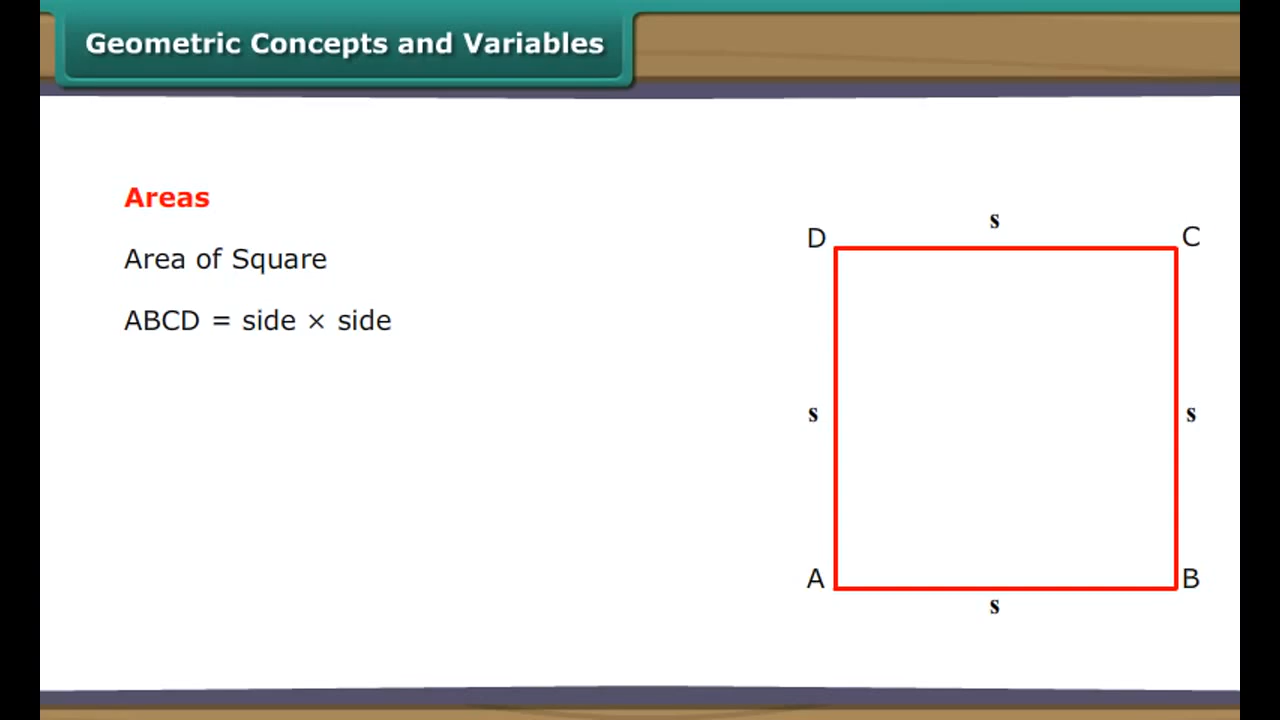 Geometric Concepts and Variables
Areas
Area of Square
ABCD = side × side
s
D
C
s
s
A
B
s